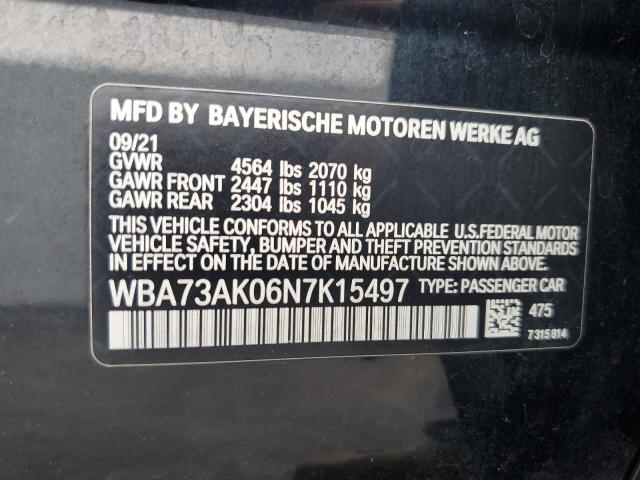 MFD BY BAYERISCHE MOTOREN WERKE AG
09/21
GVWR 4564 lbs 2070 kg
GAWR FRONT 2447 lbs 1110 kg
GAWR REAR 2304 lbs 1045 kg
THIS VEHICLE CONFORMS TO ALL APPLICABLE U.S.FEDERAL MOTOR
VEHICLE SAFETY, BUMPER AND THEFT PREVENTION STANDARDS
IN EFFECT ON THE DATE OF MANUFACTURE SHOWN ABOVE.
WBA73AK06N7K15497 TYPE: PASSENGER CAR
475
7315814